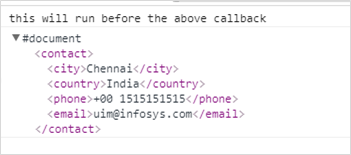 this will run before the above callback
▼#document
<contact>
<city>Chennai</city>
<country>India</country>
<phone>+00 1515151515</phone>
<email>uim@infosys.com</email>
</contact>